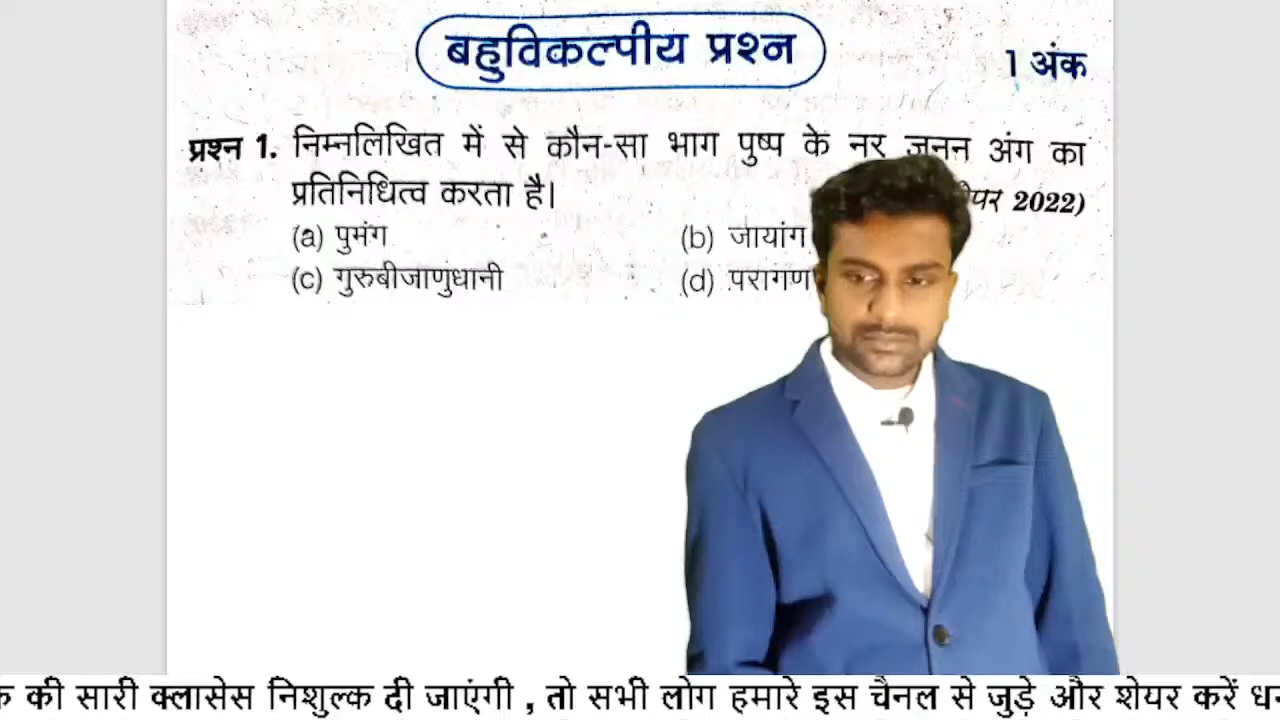 बहुविकल्पीय प्रश्न
1 अंक
प्रश्न 1. निम्नलिखित में से कौन-सा भाग पुष्प के नर जनन अंग का
प्रतिनिधित्व करता है। 2022)
(a) पुमंग (b) जायांग
(c) गुरुबीजाणुधानी (d) परागण
की सारी क्लासेस निशुल्क दी जाएंगी , तो सभी लोग हमारे इस चैनल से जुड़े और शेयर करें